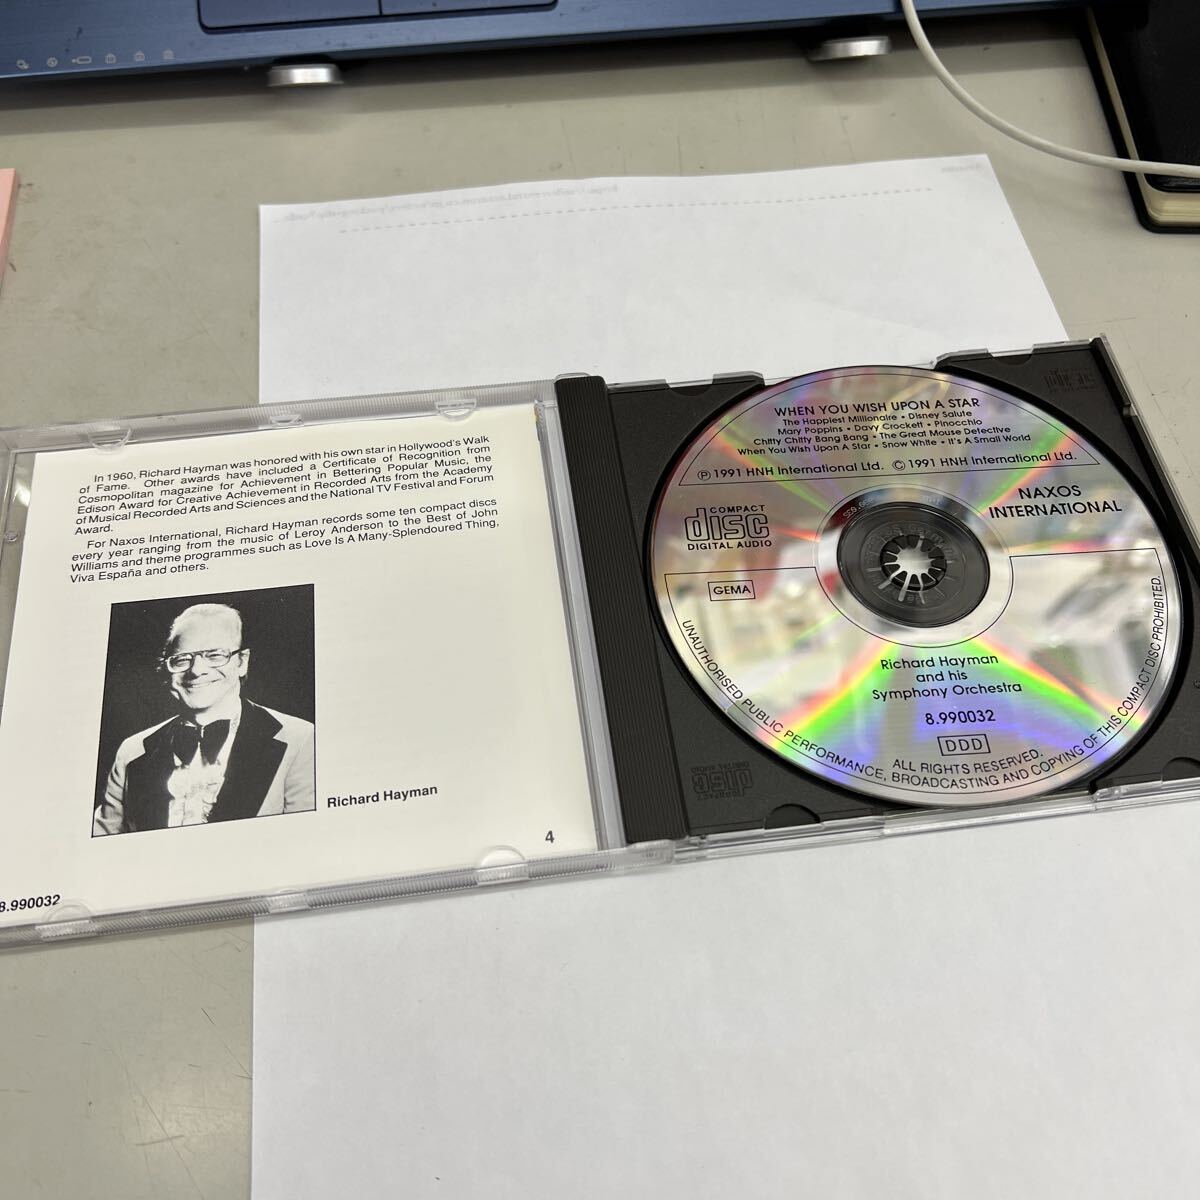 In 1960, Richard Hayman was honored with his own star in Hollywood's Walk
of Fame. Other awards have included a Certificate of Recognition from
Cosmopolitan magazine for Achievement in Bettering Popular Music, the
Edison Award for Creative Achievement in Recorded Arts from the Academy
of Musical Recorded Arts and Sciences and the National TV Festival and Forum
Award.
For Naxos International, Richard Hayman records some ten compact discs
every year ranging from the music of Leroy Anderson to the Best of John
Williams and theme programmes such as Love Is A Many-Splendoured Thing,
Viva España and others.
Richard Hayman
4
8.990032
WHEN YOU WISH UPON A STAR
The Happiest Millionaire • Disney Salute
Mary Poppins • Davy Crockett • Pinocchio
Chitty Chitty Bang Bang • The Great Mouse Detective
When You Wish Upon A Star • Snow White • It's A Small World
Ⓟ 1991 HNH International Ltd. © 1991 HNH International Ltd.
COMPACT
disc
DIGITAL AUDIO
NAXOS
INTERNATIONAL
GEMA
Richard Hayman
and his
Symphony Orchestra
8.990032
DDD
ALL RIGHTS RESERVED.
UNAUTHORISED PUBLIC PERFORMANCE, BROADCASTING AND COPYING OF THIS COMPACT DISC PROHIBITED.
COMPACT
disc
DIGITAL AUDIO